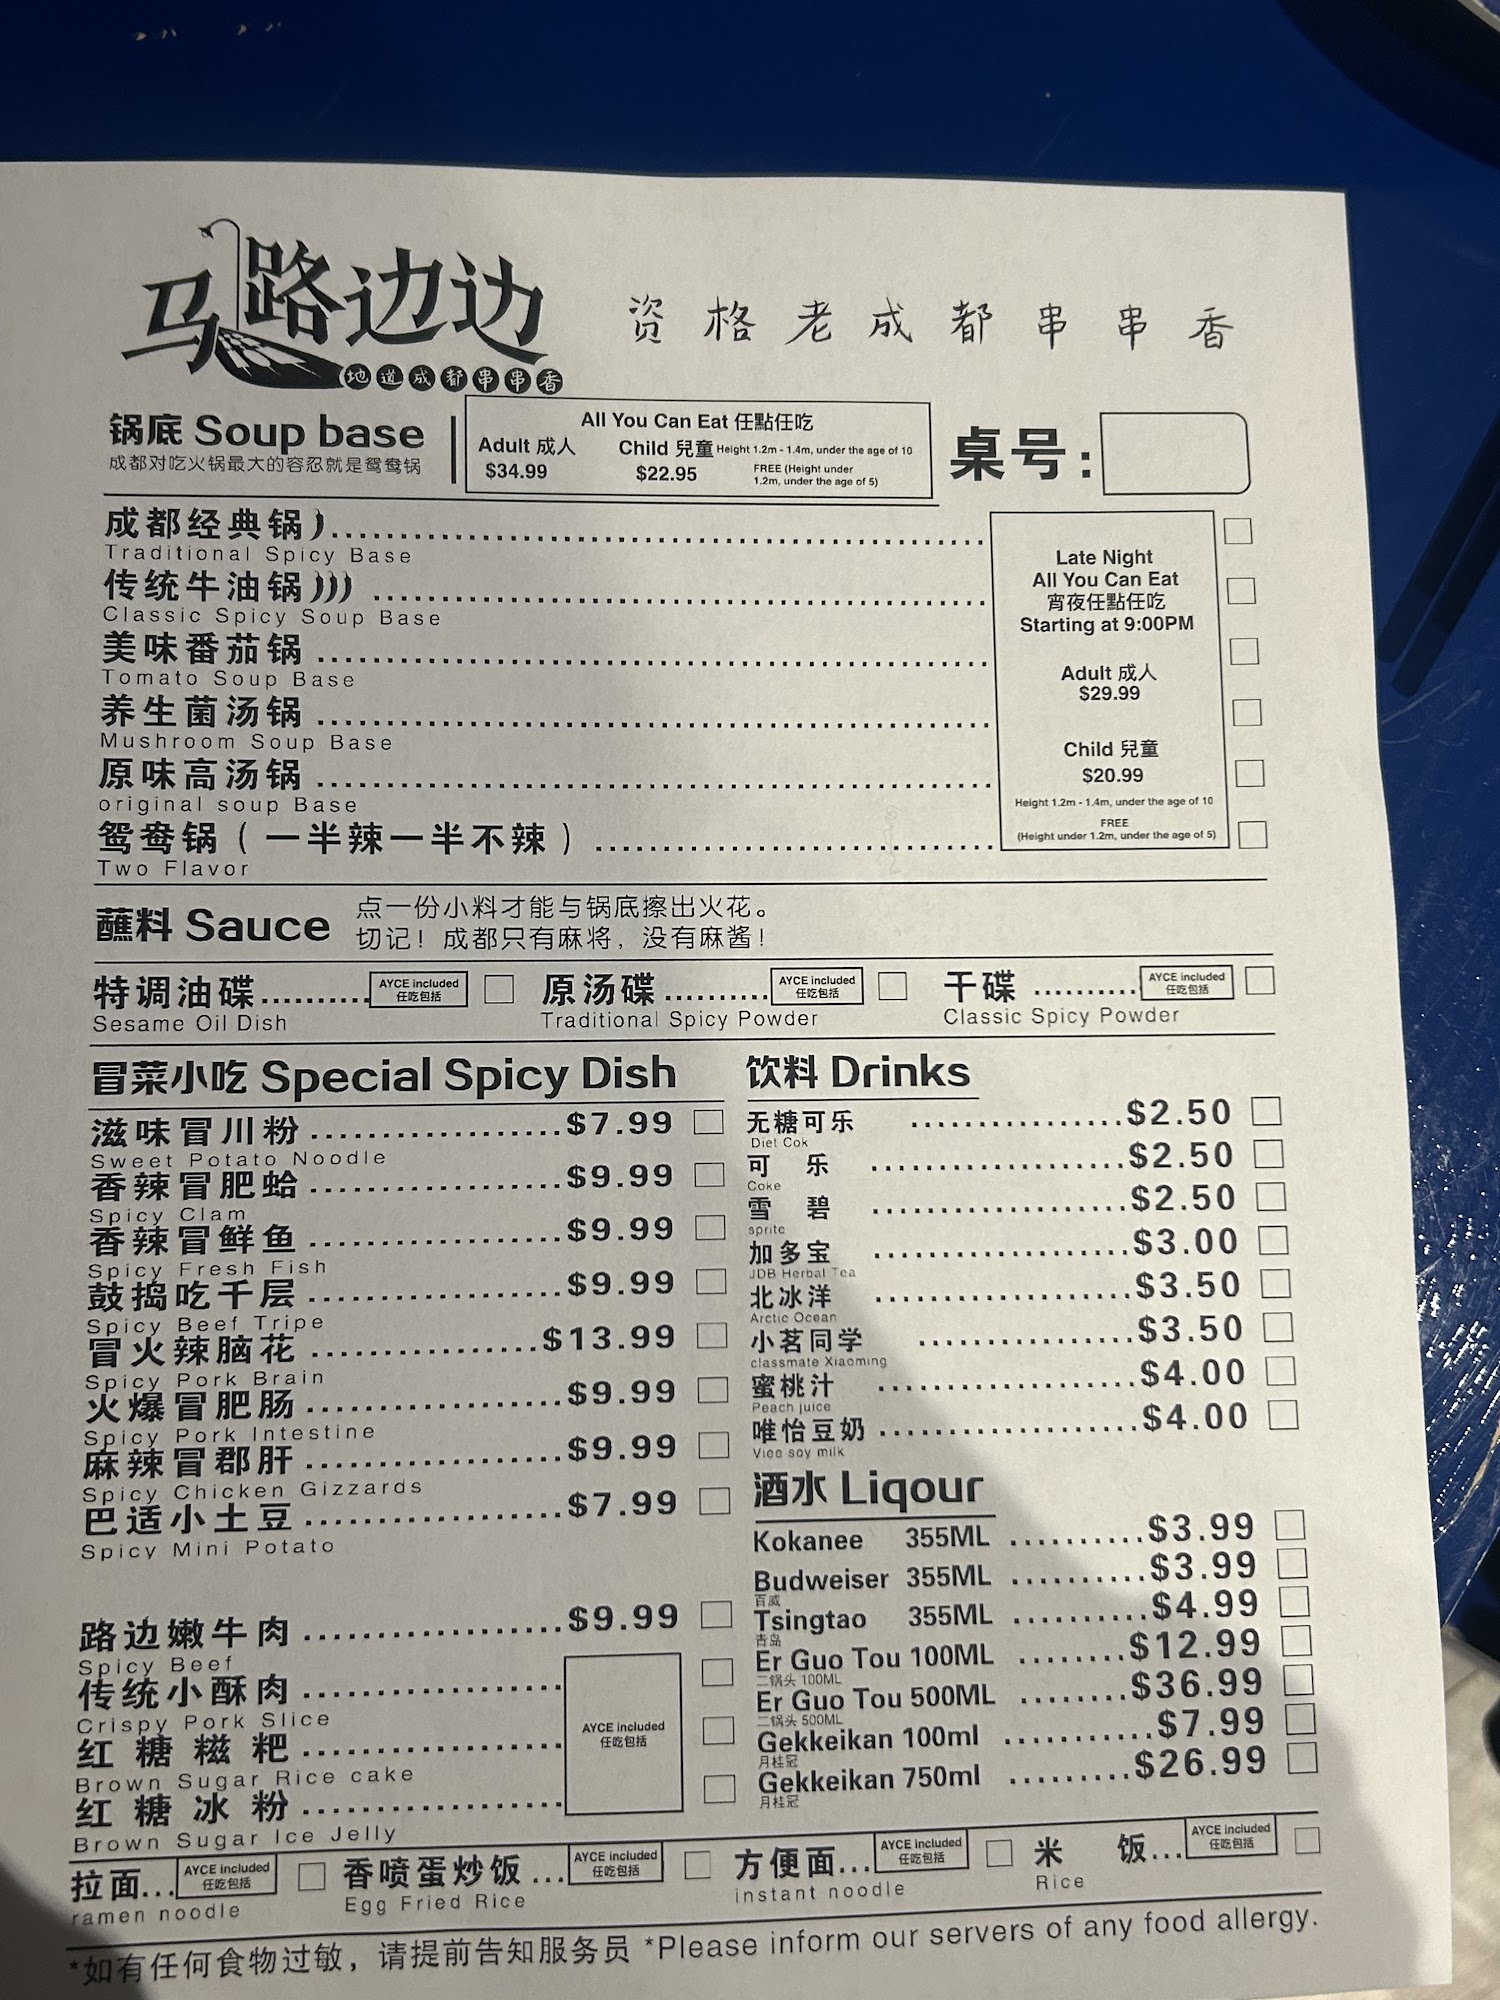 马路边边
地道成都串串香
资格老成都串串香
锅底 Soup base
成都对吃火锅最大的容忍就是鸳鸯锅
All You Can Eat 任點任吃
Adult 成人
$34.99
Child 兒童 Height 1.2m - 1.4m, under the age of 10
$22.95
FREE (Height under
1.2m, under the age of 5)
桌号:
成都经典锅
Traditional Spicy Base
传统牛油锅
Classic Spicy Soup Base
美味番茄锅
Tomato Soup Base
养生菌汤锅
Mushroom Soup Base
原味高汤锅
original soup Base
鸳鸯锅(一半辣一半不辣)
Two Flavor
Late Night
All You Can Eat
宵夜任點任吃
Starting at 9:00PM
Adult 成人
$29.99
Child 兒童
$20.99
Height 1.2m - 1.4m, under the age of 10
FREE
(Height under 1.2m, under the age of 5)
蘸料 Sauce
点一份小料才能与锅底擦出火花。
切记！成都只有麻将，没有麻酱！
特调油碟
Sesame Oil Dish
AYCE included
任吃包括
原汤碟
Traditional Spicy Powder
AYCE included
任吃包括
干碟
Classic Spicy Powder
AYCE included
任吃包括
冒菜小吃 Special Spicy Dish
滋味冒川粉 $7.99
Sweet Potato Noodle
香辣冒肥蛤 $9.99
Spicy Clam
香辣冒鲜鱼 $9.99
Spicy Fresh Fish
鼓捣吃千层 $9.99
Spicy Beef Tripe
冒火辣脑花 $13.99
Spicy Pork Brain
火爆冒肥肠 $9.99
Spicy Pork Intestine
麻辣冒郡肝 $9.99
Spicy Chicken Gizzards
巴适小土豆 $7.99
Spicy Mini Potato
路边嫩牛肉 $9.99
Spicy Beef
传统小酥肉
Crispy Pork Slice
红糖糍粑
Brown Sugar Rice cake
红糖冰粉
Brown Sugar Ice Jelly
AYCE included
任吃包括
饮料 Drinks
无糖可乐 $2.50
Diet Cok
可乐 $2.50
Coke
雪碧 $2.50
sprite
加多宝 $3.00
JDB Herbal Tea
北冰洋 $3.50
Arctic Ocean
小茗同学 $3.50
classmate Xiaoming
蜜桃汁 $4.00
Peach juice
唯怡豆奶 $4.00
Viee soy milk
酒水 Liqour
Kokanee 355ML $3.99
Budweiser 355ML $3.99
百威
Tsingtao 355ML $4.99
青岛
Er Guo Tou 100ML $12.99
二锅头 100ML
Er Guo Tou 500ML $36.99
二锅头 500ML
Gekkeikan 100ml $7.99
月桂冠
Gekkeikan 750ml $26.99
月桂冠
拉面...
ramen noodle
AYCE included
任吃包括
香喷蛋炒饭...
Egg Fried Rice
AYCE included
任吃包括
方便面...
instant noodle
AYCE included
任吃包括
米饭...
Rice
AYCE included
任吃包括
*如有任何食物过敏，请提前告知服务员 *Please inform our servers of any food allergy.